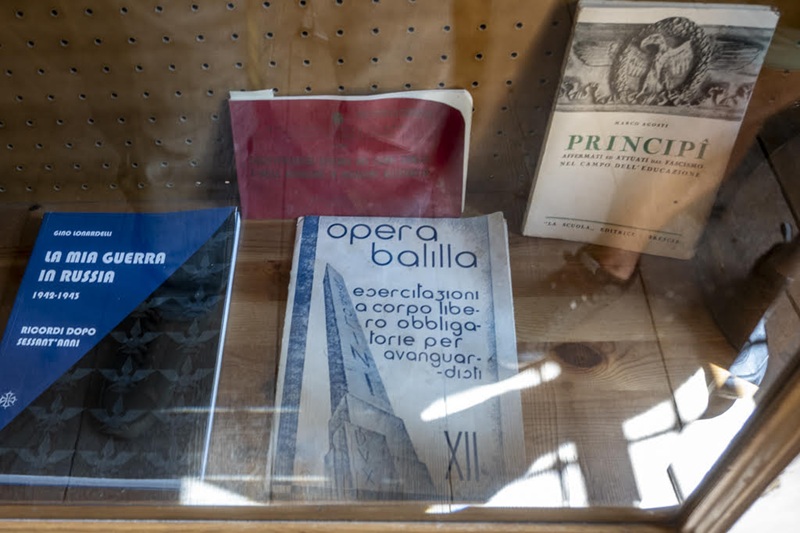 GINO LONARDELLI
LA MIA GUERRA
IN RUSSIA
1942-1943
RICORDI DOPO
SESSANT'ANNI
opera
balilla
esercitazioni
a corpo libe-
ro obbliga-
torie per
avanguar-
-disti
XII
MARCO AGOSTI
PRINCIPÎ
AFFERMATI ED ATTUATI DAL FASCISMO
NEL CAMPO DELL'EDUCAZIONE
"LA SCUOLA" EDITRICE - BRESCIA